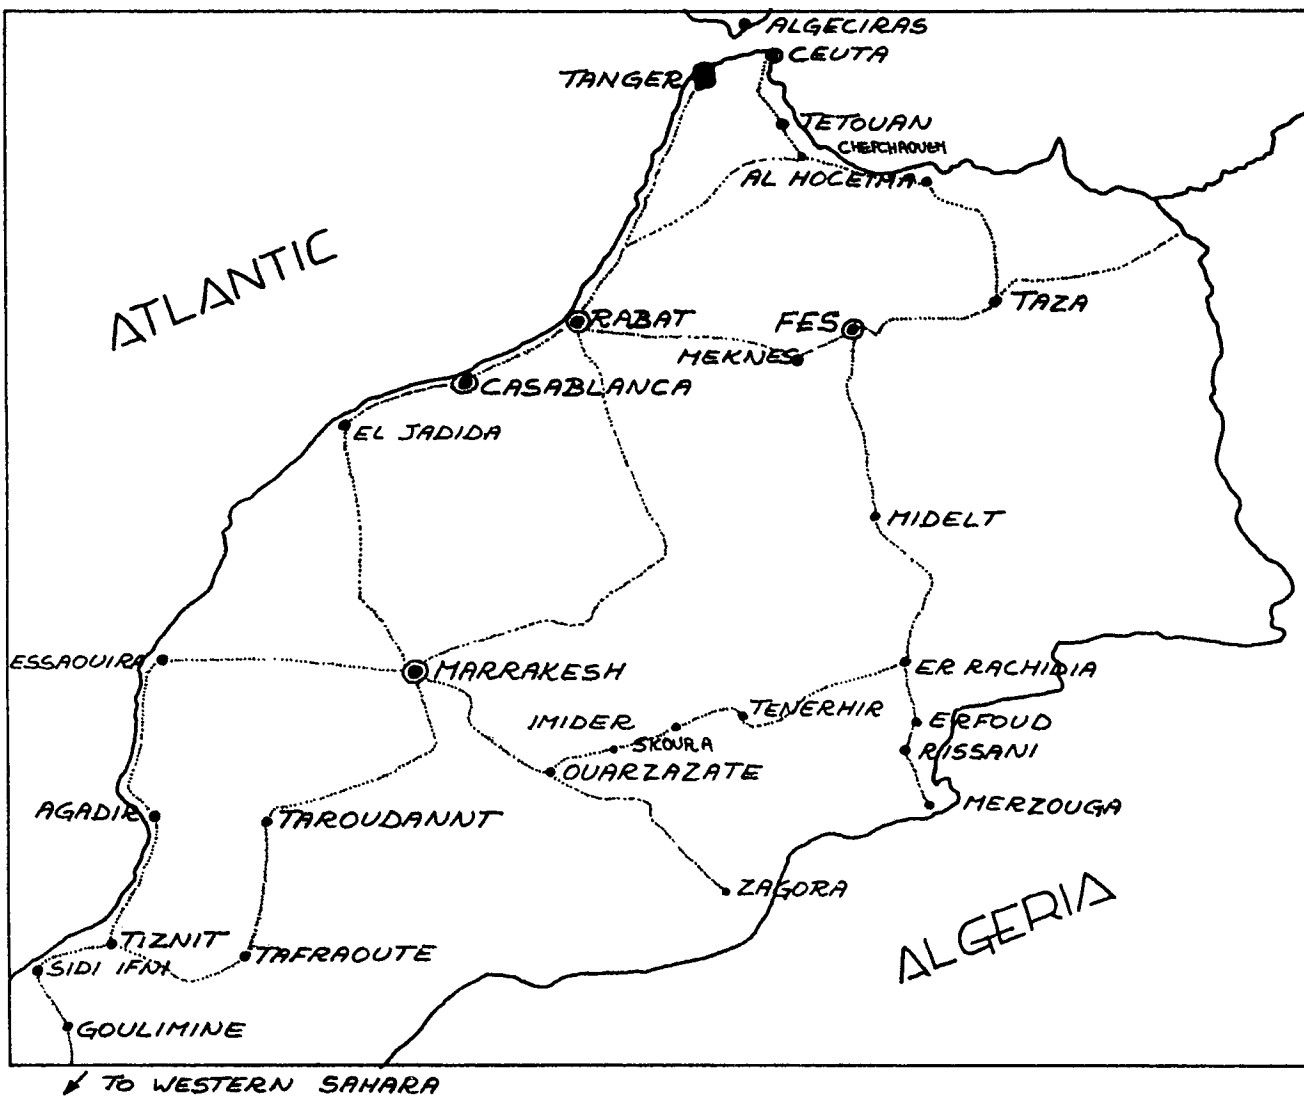 ALGECIRAS
CEUTA
TANGER
TETOUAN
CHEFCHAOUEN
AL HOCEIMA
ATLANTIC
TAZA
RABAT
FES
MEKNES
CASABLANCA
EL JADIDA
MIDELT
ESSAOUIRA
MARRAKESH
ER RACHIDIA
TENERHIR
IMIDER
ERFOUD
SKOURA
RISSANI
OUARZAZATE
MERZOUGA
AGADIR
TAROUDANNT
ZAGORA
ALGERIA
TIZNIT
TAFRAOUTE
SIDI IFNI
GOULIMINE
TO WESTERN SAHARA